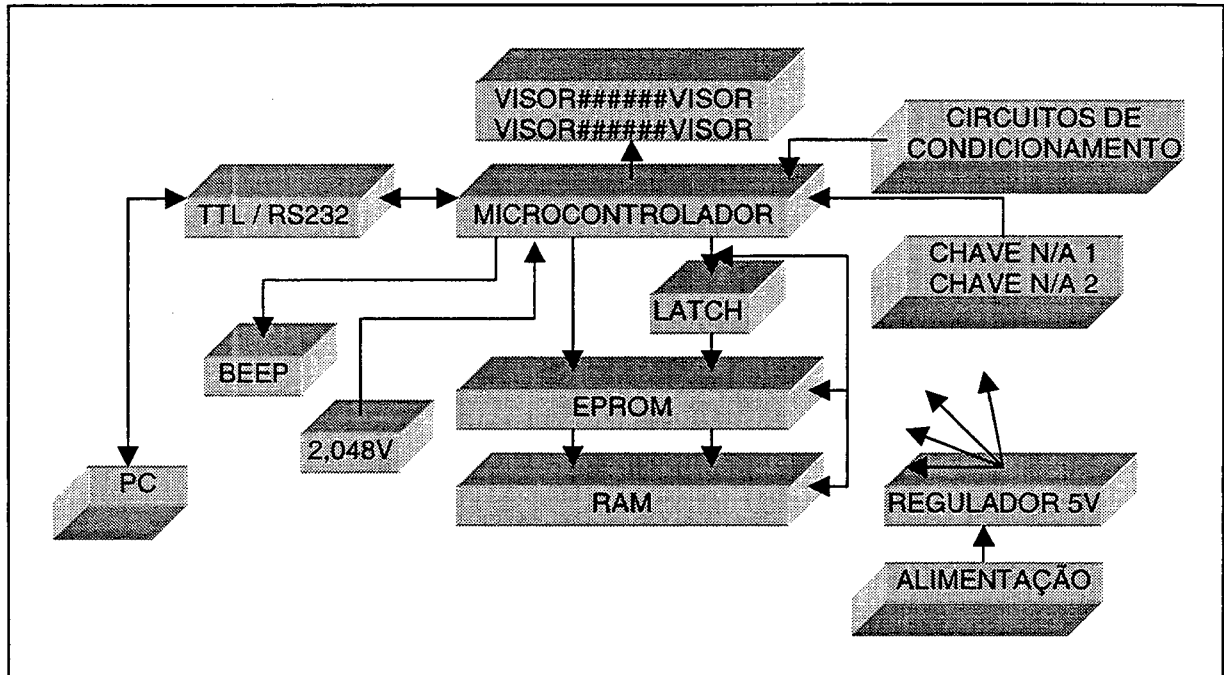 VISOR######VISOR
VISOR######VISOR
CIRCUITOS DE
CONDICIONAMENTO
TTL / RS232
MICROCONTROLADOR
CHAVE N/A 1
CHAVE N/A 2
LATCH
BEEP
EPROM
2,048V
PC
RAM
REGULADOR 5V
ALIMENTAÇÃO